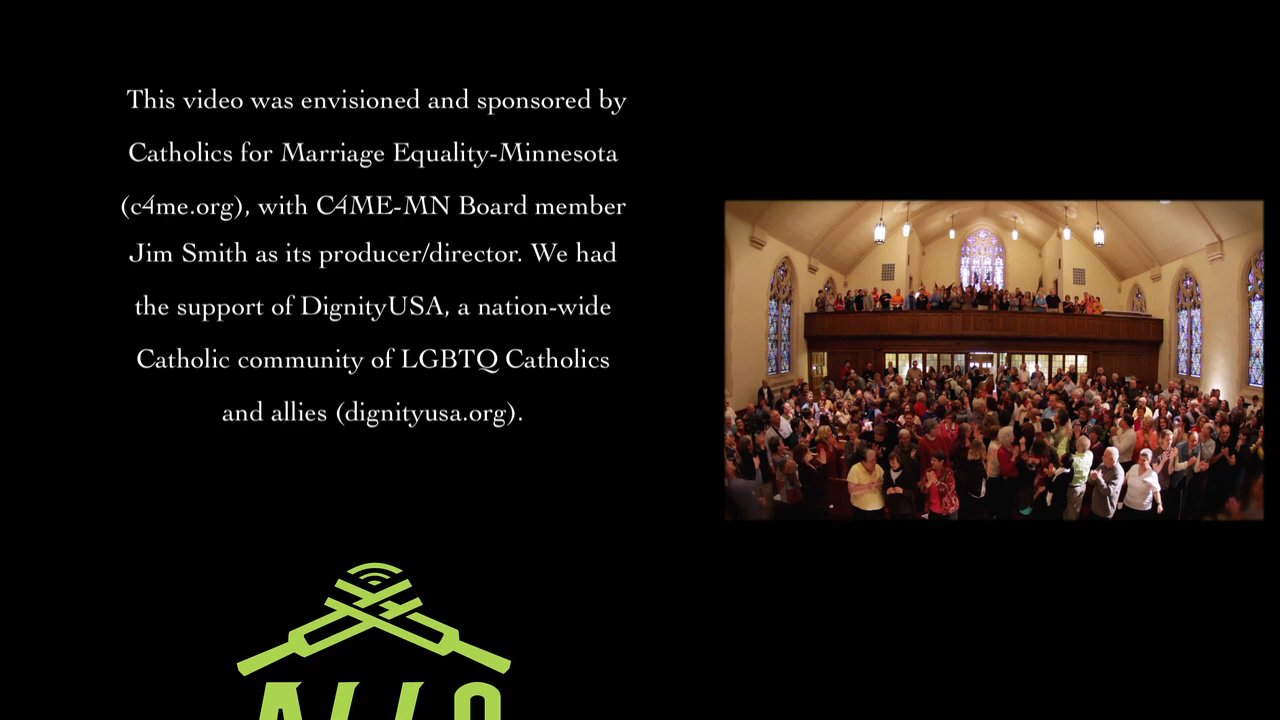 This video was envisioned and sponsored by
Catholics for Marriage Equality-Minnesota
(c4me.org), with C4ME-MN Board member
Jim Smith as its producer/director. We had
the support of DignityUSA, a nation-wide
Catholic community of LGBTQ Catholics
and allies (dignityusa.org).